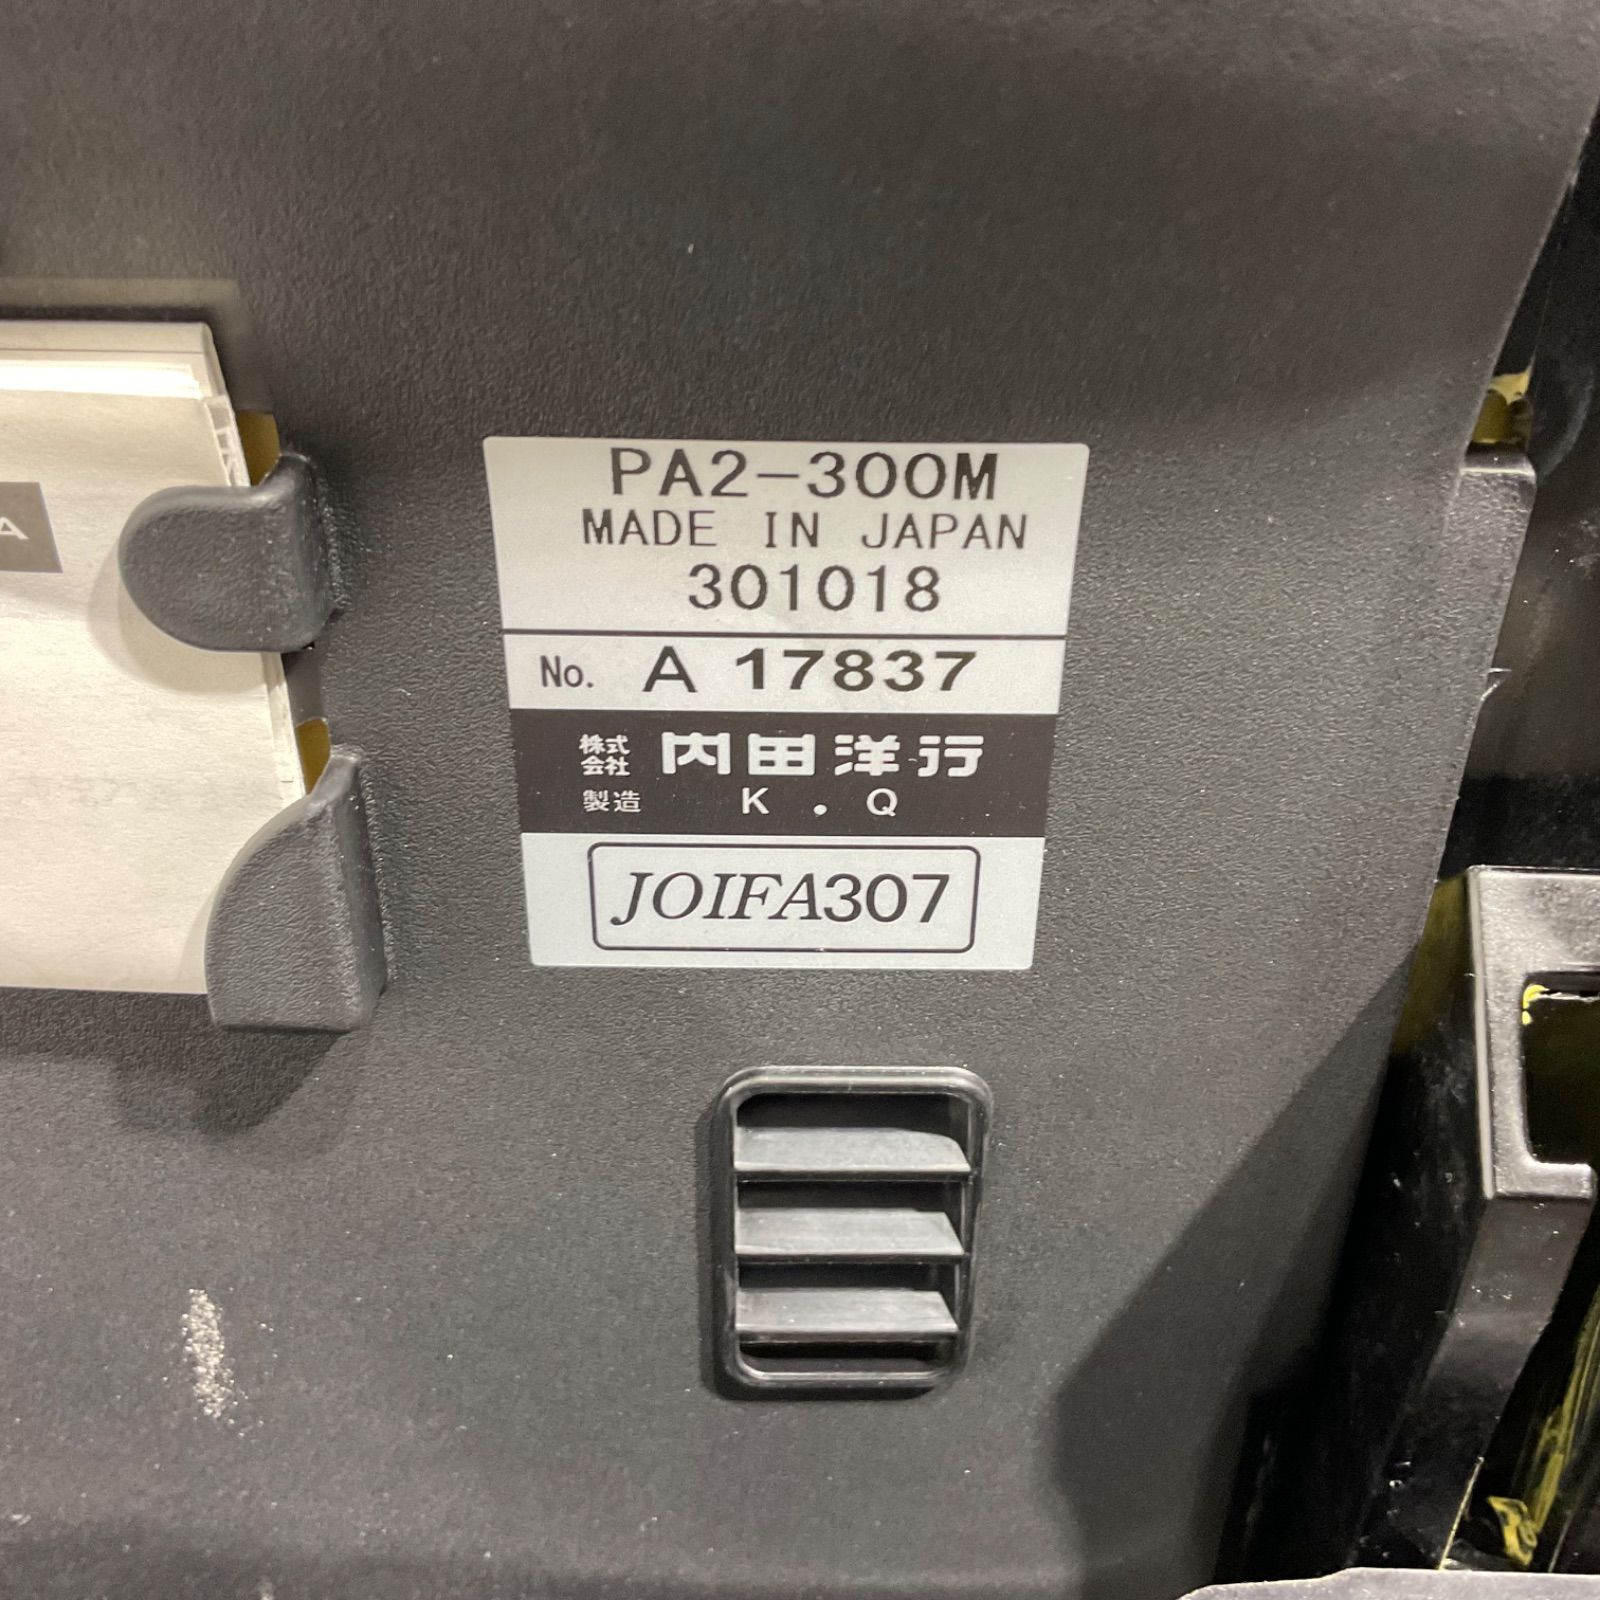 PA2-300M
MADE IN JAPAN
301018
No. A 17837
株式会社 内田洋行
製造 K . Q
JOIFA307
A